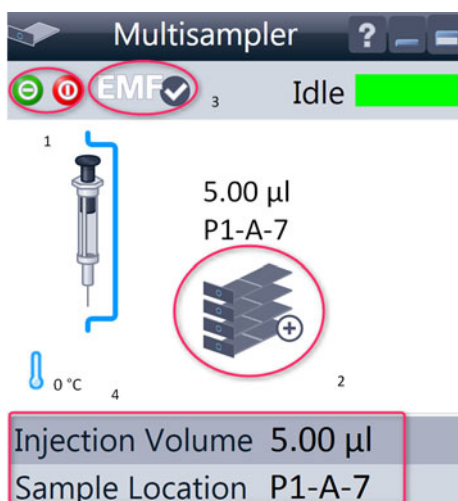 Multisampler ?
EMF 3 Idle
1
5.00 µl
P1-A-7
0 °C 4 2
Injection Volume 5.00 µl
Sample Location P1-A-7